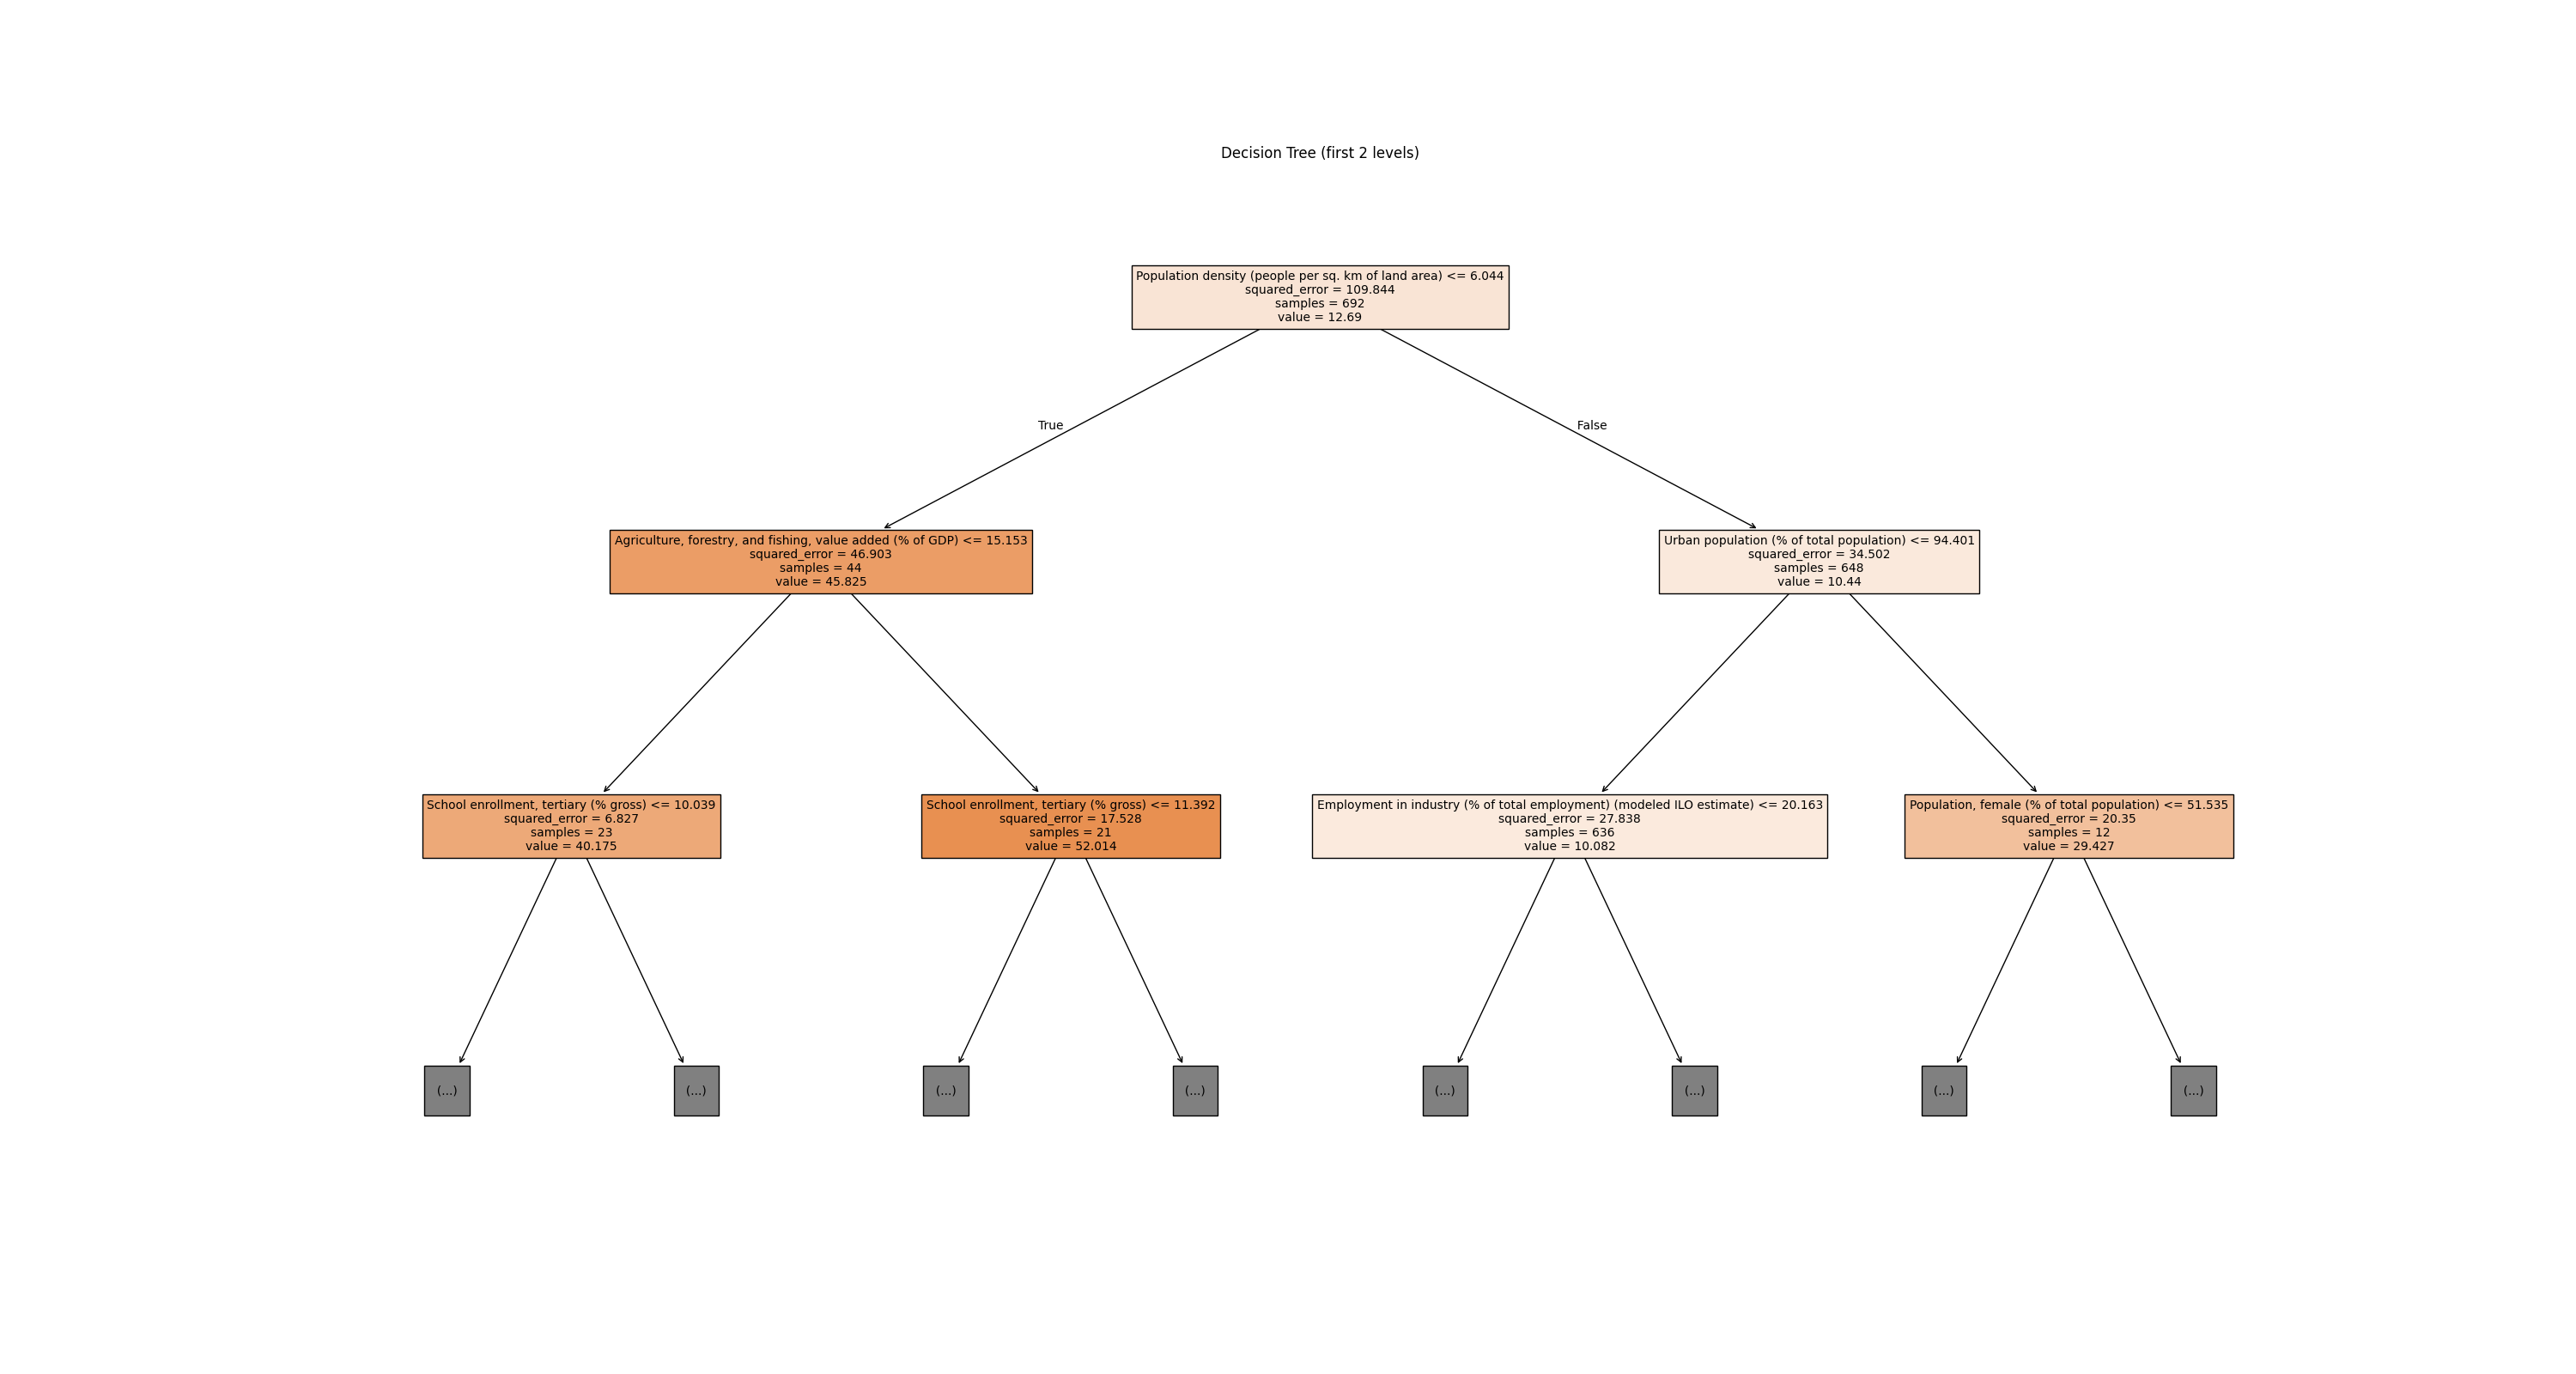 Decision Tree (first 2 levels)
Population density (people per sq. km of land area) <= 6.044
squared_error = 109.844
samples = 692
value = 12.69
True
False
Agriculture, forestry, and fishing, value added (% of GDP) <= 15.153
squared_error = 46.903
samples = 44
value = 45.825
Urban population (% of total population) <= 94.401
squared_error = 34.502
samples = 648
value = 10.44
School enrollment, tertiary (% gross) <= 10.039
squared_error = 6.827
samples = 23
value = 40.175
School enrollment, tertiary (% gross) <= 11.392
squared_error = 17.528
samples = 21
value = 52.014
Employment in industry (% of total employment) (modeled ILO estimate) <= 20.163
squared_error = 27.838
samples = 636
value = 10.082
Population, female (% of total population) <= 51.535
squared_error = 20.35
samples = 12
value = 29.427
(...)
(...)
(...)
(...)
(...)
(...)
(...)
(...)